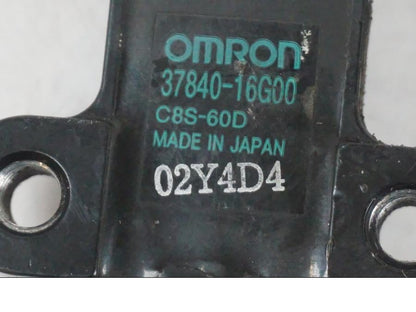 OMRON
37840-16G00
C8S-60D
MADE IN JAPAN
02Y4D4